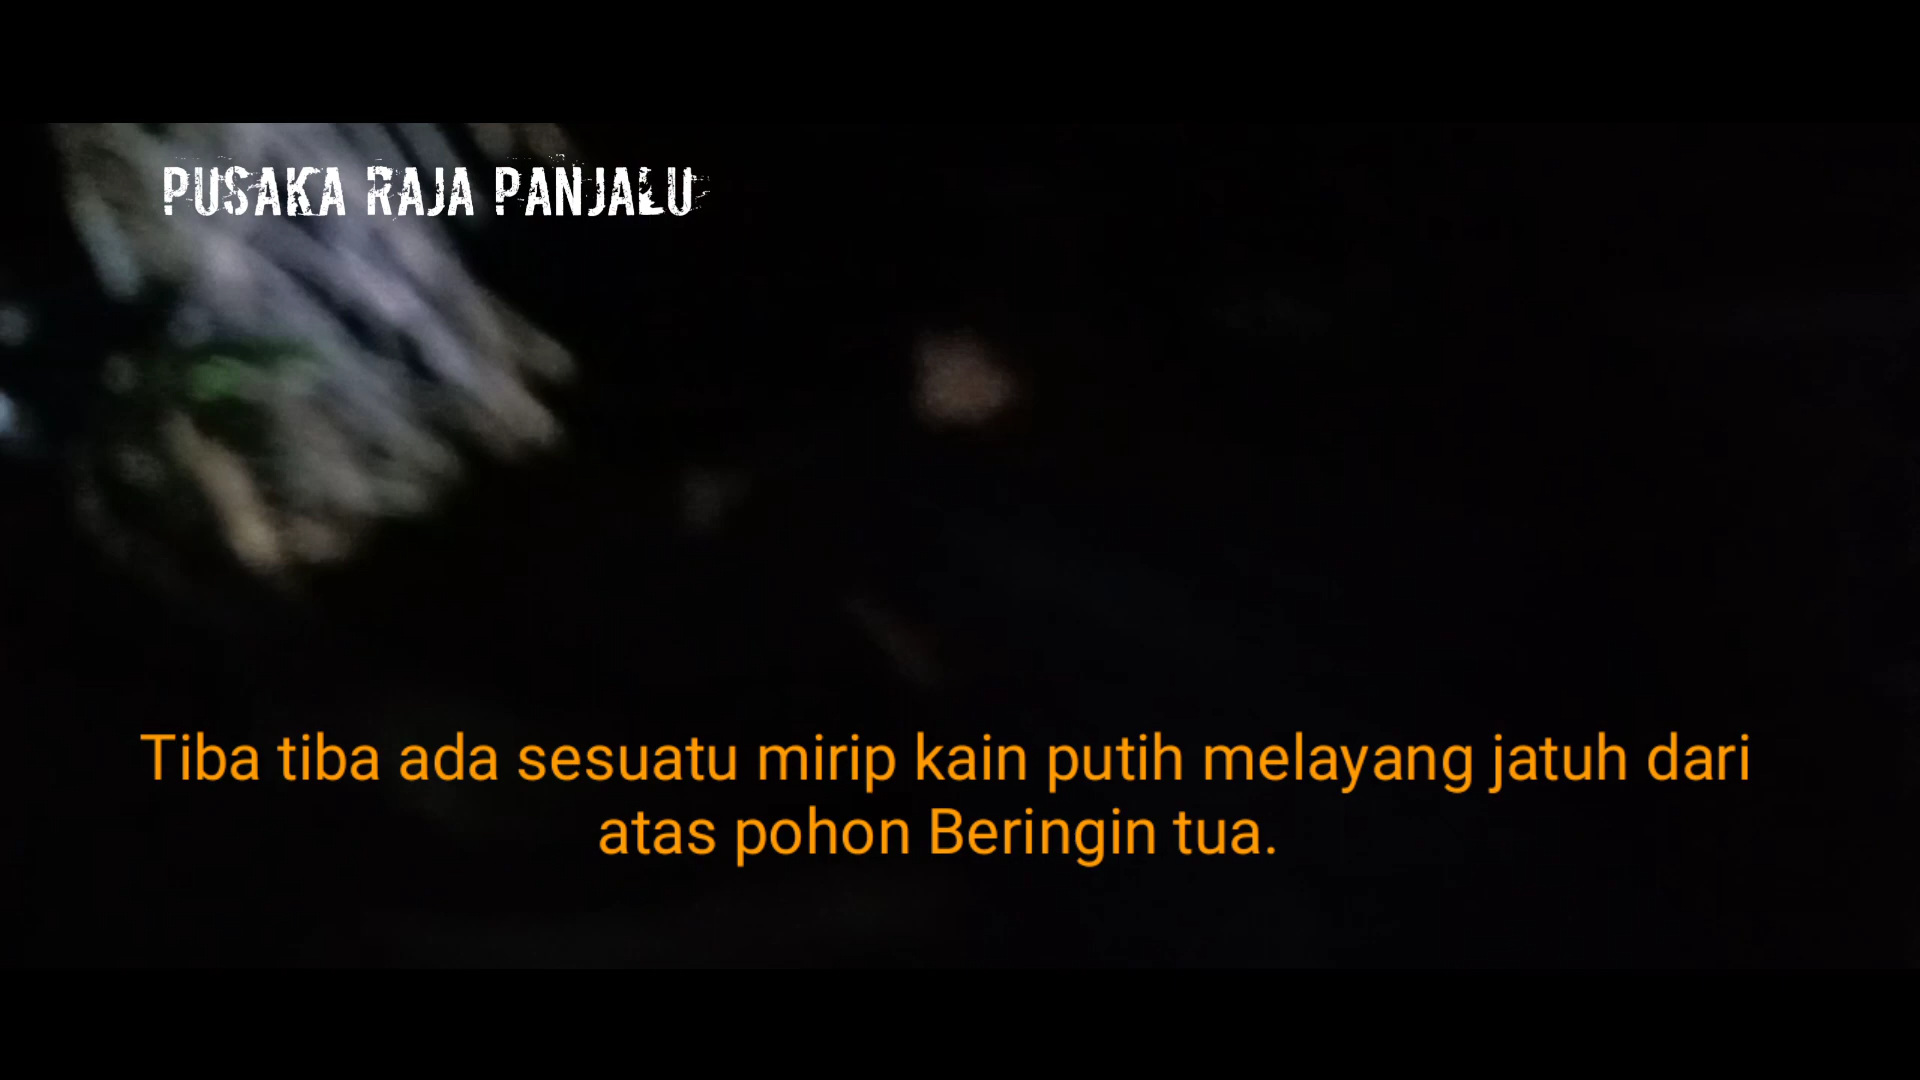 PUSAKA RAJA PANJALU
Tiba tiba ada sesuatu mirip kain putih melayang jatuh dari
atas pohon Beringin tua.